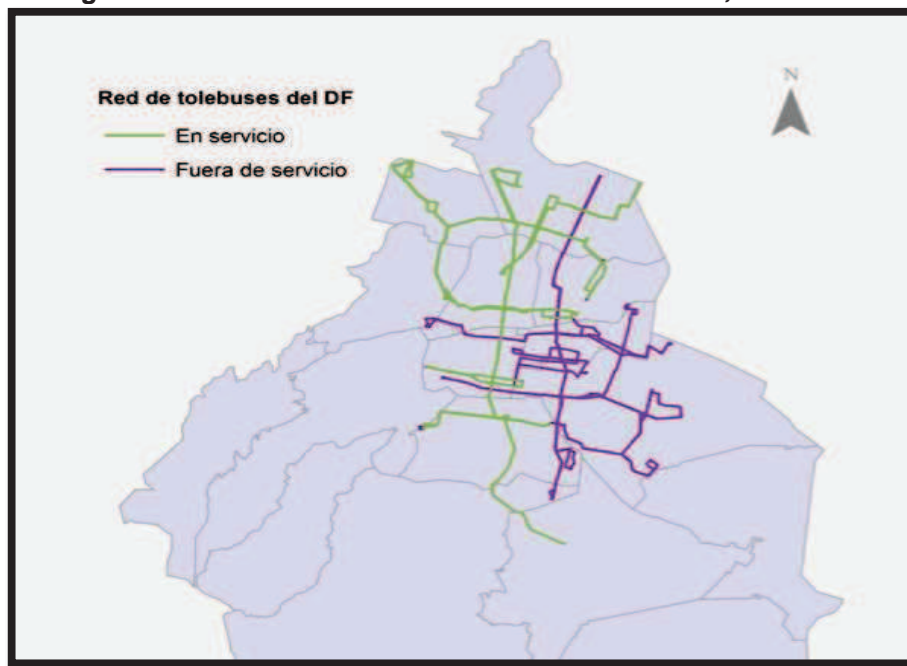 N
Red de tolebuses del DF
En servicio
Fuera de servicio